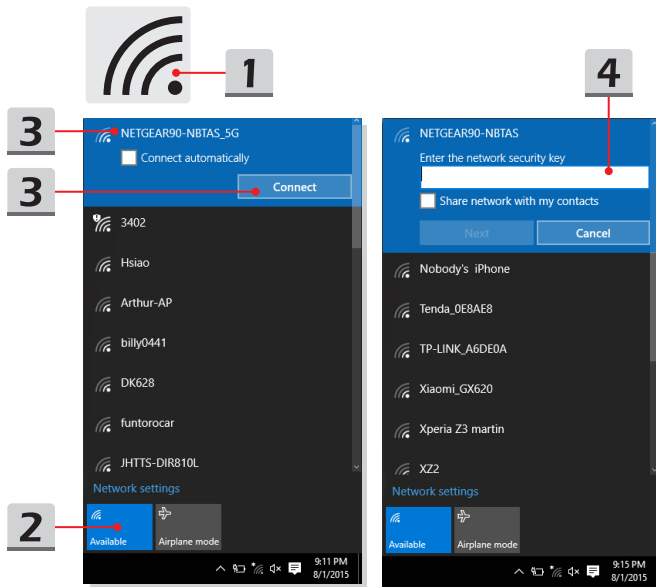 1
4
3
NETGEAR90-NBTAS_5G
Connect automatically
3
Connect
3402
Hsiao
Arthur-AP
billy0441
DK628
funtorocar
JHTTS-DIR810L
Network settings
2
Available
Airplane mode
9:11 PM
8/1/2015
NETGEAR90-NBTAS
Enter the network security key
Share network with my contacts
Next
Cancel
Nobody's iPhone
Tenda_0E8AE8
TP-LINK_A6DE0A
Xiaomi_GX620
Xperia Z3 martin
XZ2
Network settings
Available
Airplane mode
9:15 PM
8/1/2015